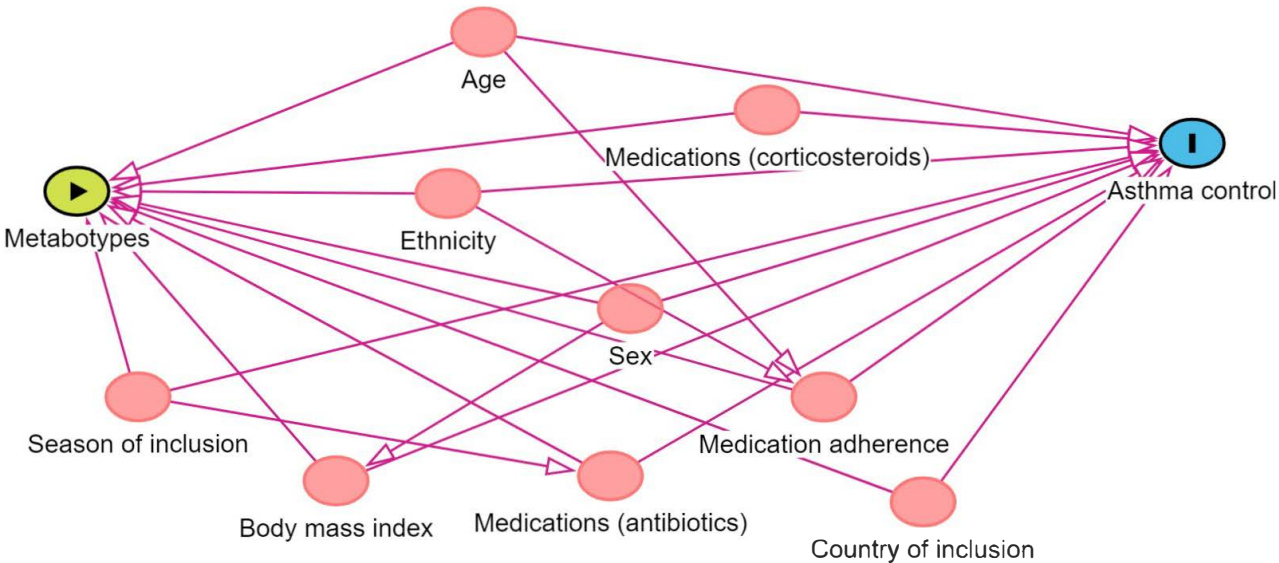 Age
Medications (corticosteroids)
Asthma control
Metabotypes
Ethnicity
Sex
Season of inclusion
Medication adherence
Body mass index
Medications (antibiotics)
Country of inclusion